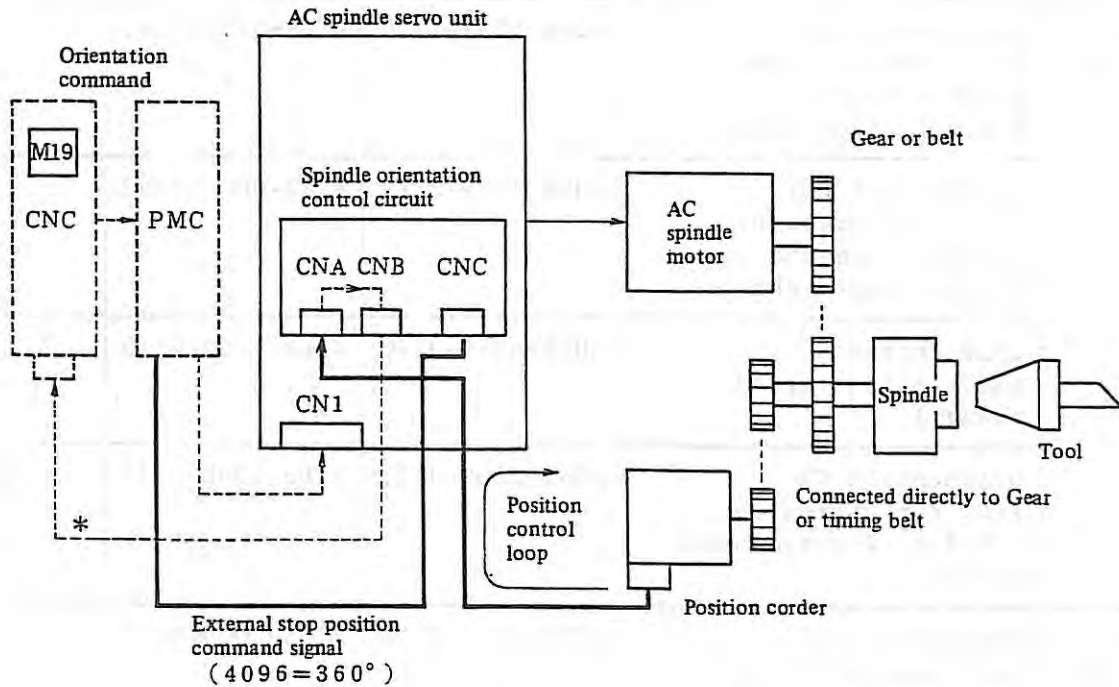 AC spindle servo unit
Orientation
command
M19
CNC
PMC
Spindle orientation
control circuit
CNA
CNB
CNC
CN1
AC
spindle
motor
Gear or belt
Spindle
Tool
Connected directly to Gear
or timing belt
Position
control
loop
Position corder
*
External stop position
command signal
(4096=360°)